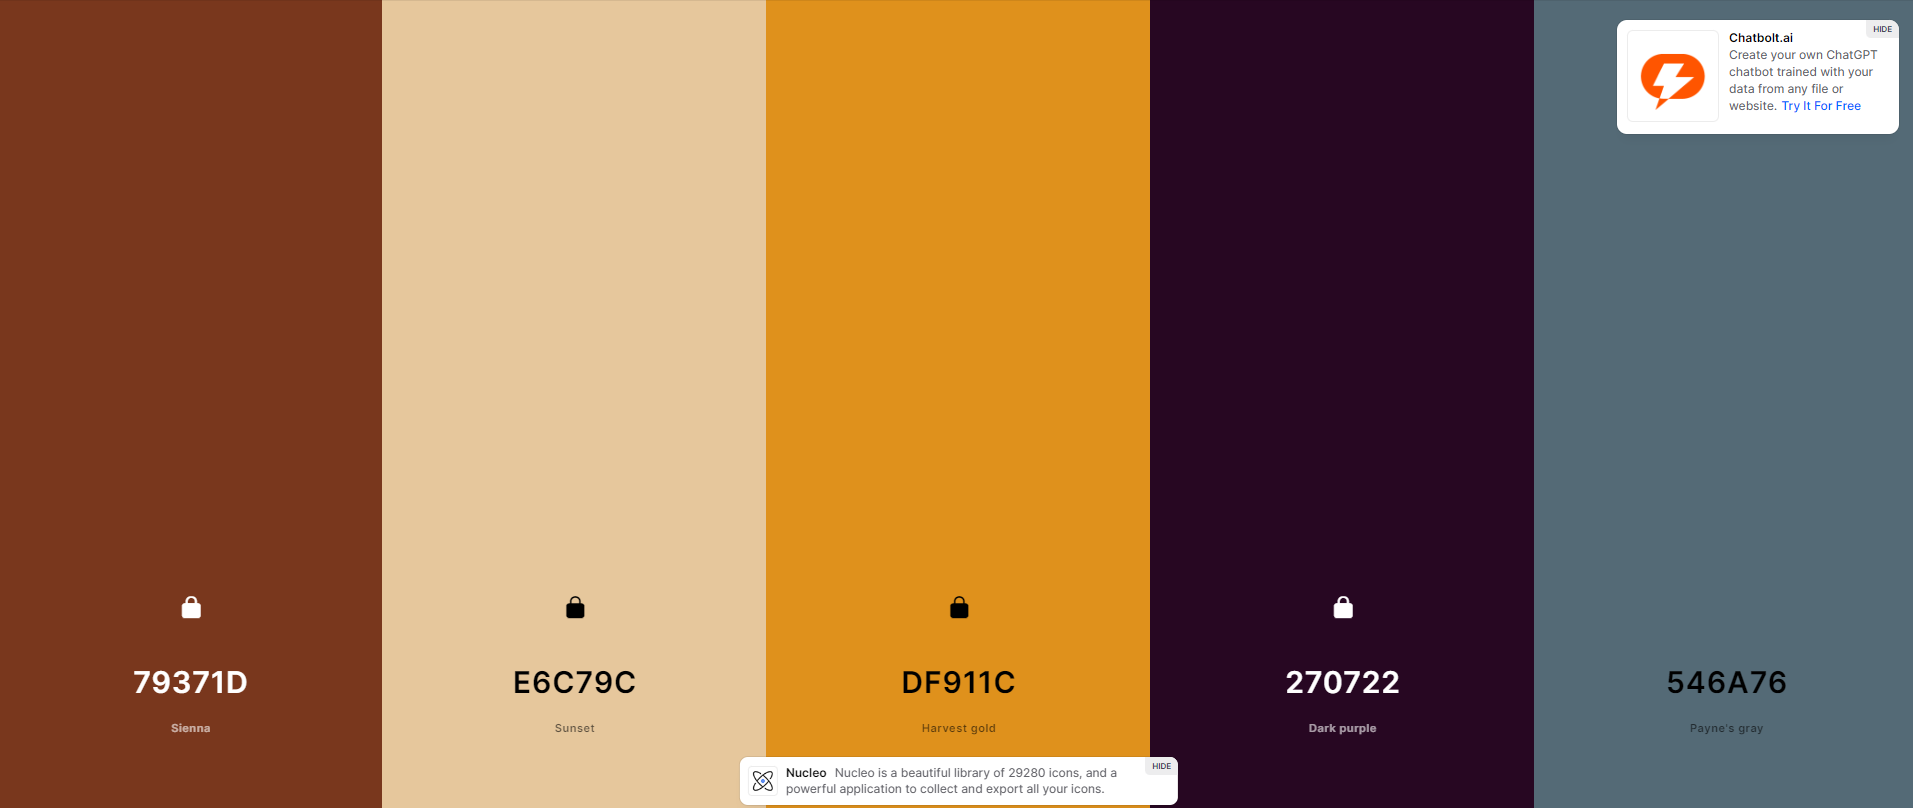 HIDE
Chatbolt.ai
Create your own ChatGPT
chatbot trained with your
data from any file or
website. Try It For Free
79371D
Sienna
E6C79C
Sunset
DF911C
Harvest gold
270722
Dark purple
546A76
Payne's gray
HIDE
Nucleo Nucleo is a beautiful library of 29280 icons, and a
powerful application to collect and export all your icons.